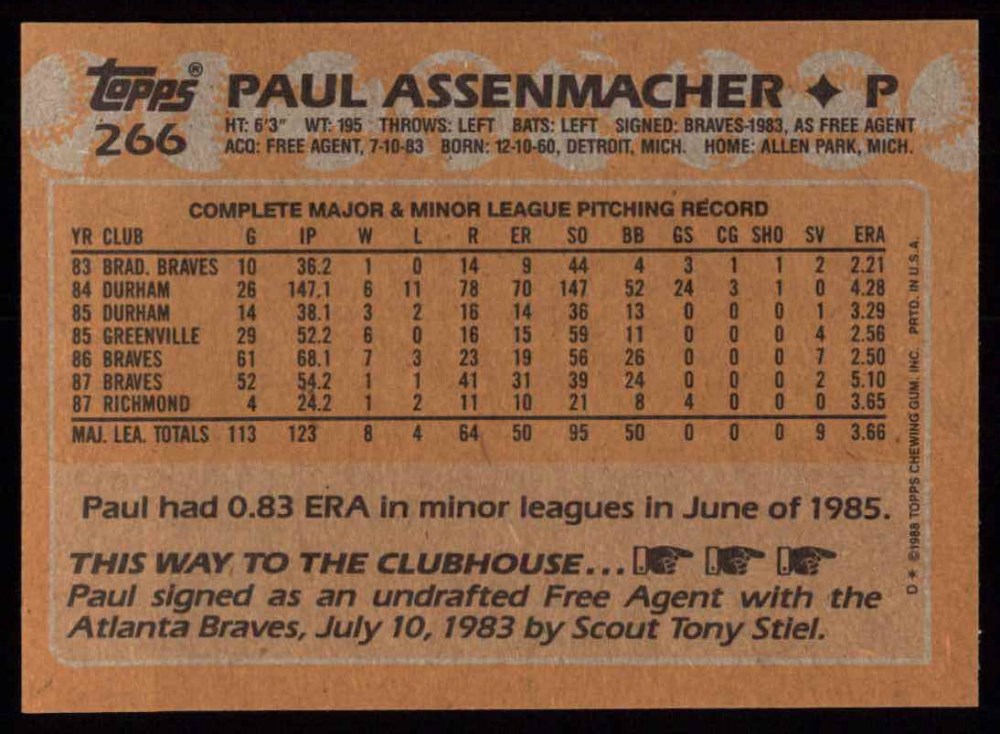 topps® PAUL ASSENMACHER ✦ P
266
HT: 6'3" WT: 195 THROWS: LEFT BATS: LEFT SIGNED: BRAVES-1983, AS FREE AGENT
ACQ: FREE AGENT, 7-10-83 BORN: 12-10-60, DETROIT, MICH. HOME: ALLEN PARK, MICH.
COMPLETE MAJOR & MINOR LEAGUE PITCHING RECORD
YR CLUB G IP W L R ER SO BB GS CG SHO SV ERA
83 BRAD. BRAVES 10 36.2 1 0 14 9 44 4 3 1 1 2 2.21
84 DURHAM 26 147.1 6 11 78 70 147 52 24 3 1 0 4.28
85 DURHAM 14 38.1 3 2 16 14 36 13 0 0 0 1 3.29
85 GREENVILLE 29 52.2 6 0 16 15 59 11 0 0 0 4 2.56
86 BRAVES 61 68.1 7 3 23 19 56 26 0 0 0 7 2.50
87 BRAVES 52 54.2 1 1 41 31 39 24 0 0 0 2 5.10
87 RICHMOND 4 24.2 1 2 11 10 21 8 4 0 0 0 3.65
MAJ. LEA. TOTALS 113 123 8 4 64 50 95 50 0 0 0 9 3.66
Paul had 0.83 ERA in minor leagues in June of 1985.
THIS WAY TO THE CLUBHOUSE...
Paul signed as an undrafted Free Agent with the
Atlanta Braves, July 10, 1983 by Scout Tony Stiel.
D* ©1988 TOPPS CHEWING GUM, INC. PRTD. IN U.S.A.